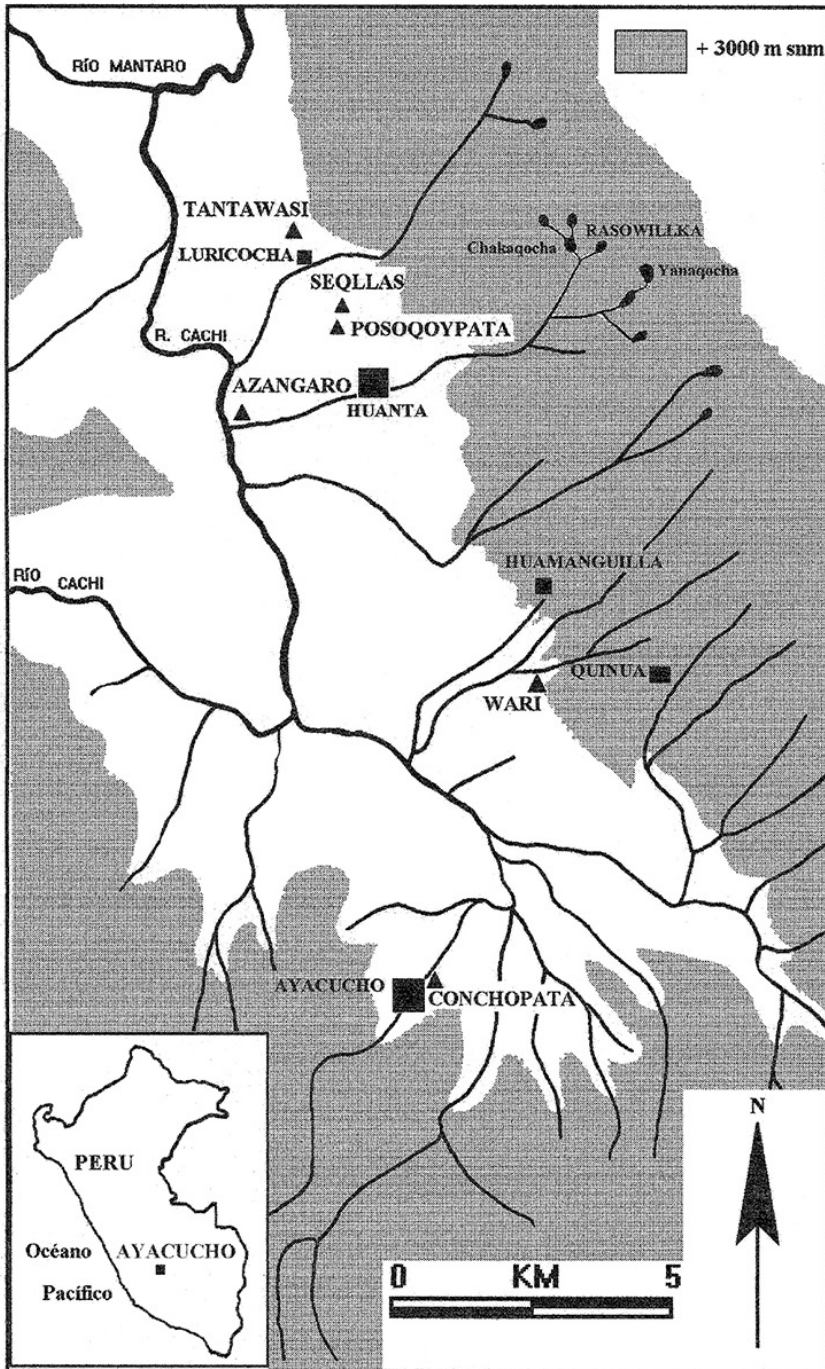 + 3000 m snm
RÍO MANTARO
TANTAWASI
LURICOCHA
RASOWILLKA
Chakaqocha
Yanaqocha
SEQLLAS
R. CACHI
POSOQOYPATA
AZANGARO
HUANTA
HUAMANGUILLA
RÍO CACHI
QUINUA
WARI
AYACUCHO
CONCHOPATA
PERU
Océano
Pacífico
AYACUCHO
N
0 KM 5